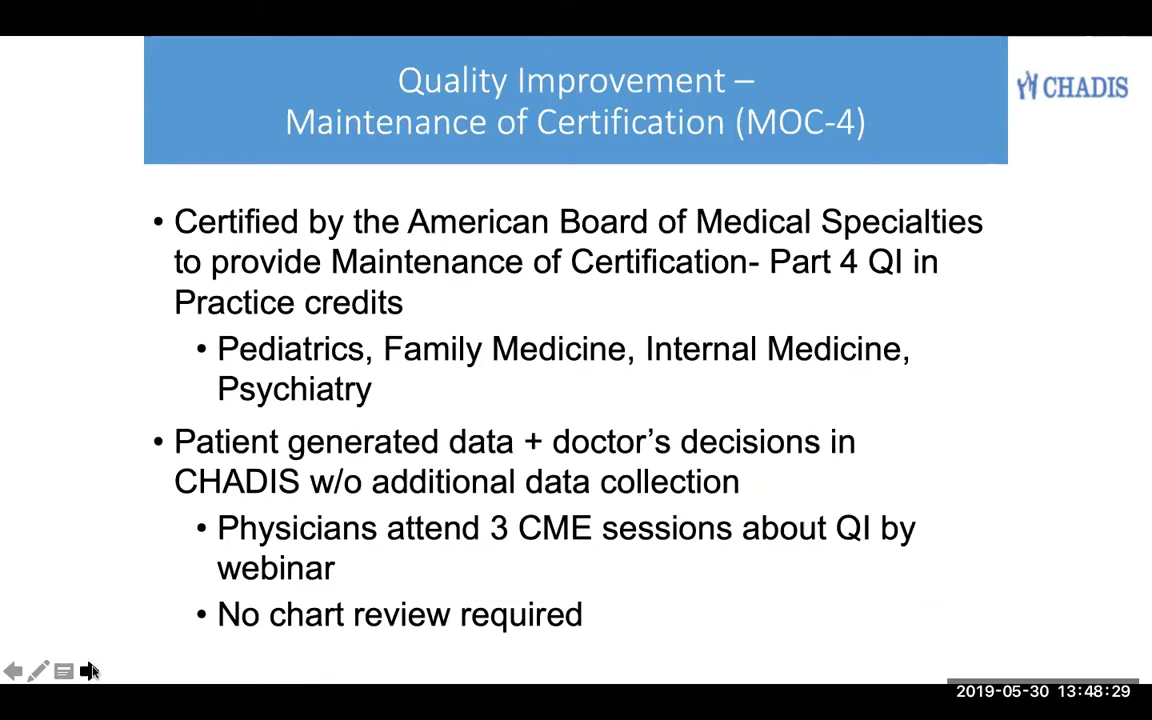 Quality Improvement –
Maintenance of Certification (MOC-4)
CHADIS
• Certified by the American Board of Medical Specialties
to provide Maintenance of Certification- Part 4 QI in
Practice credits
• Pediatrics, Family Medicine, Internal Medicine,
Psychiatry
• Patient generated data + doctor’s decisions in
CHADIS w/o additional data collection
• Physicians attend 3 CME sessions about QI by
webinar
• No chart review required
2019-05-30 13:48:29